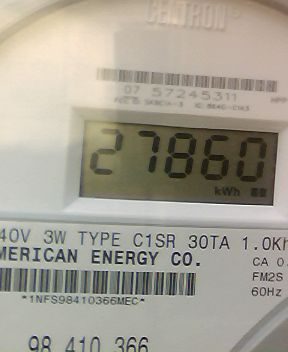 CENTRON®
07 57245311
27860
kWh
40V 3W TYPE C1SR 30TA 1.0Kh
MERICAN ENERGY CO.
CA 0.
FM2S
60Hz
*1NFS98410366MEC*
98 410 366